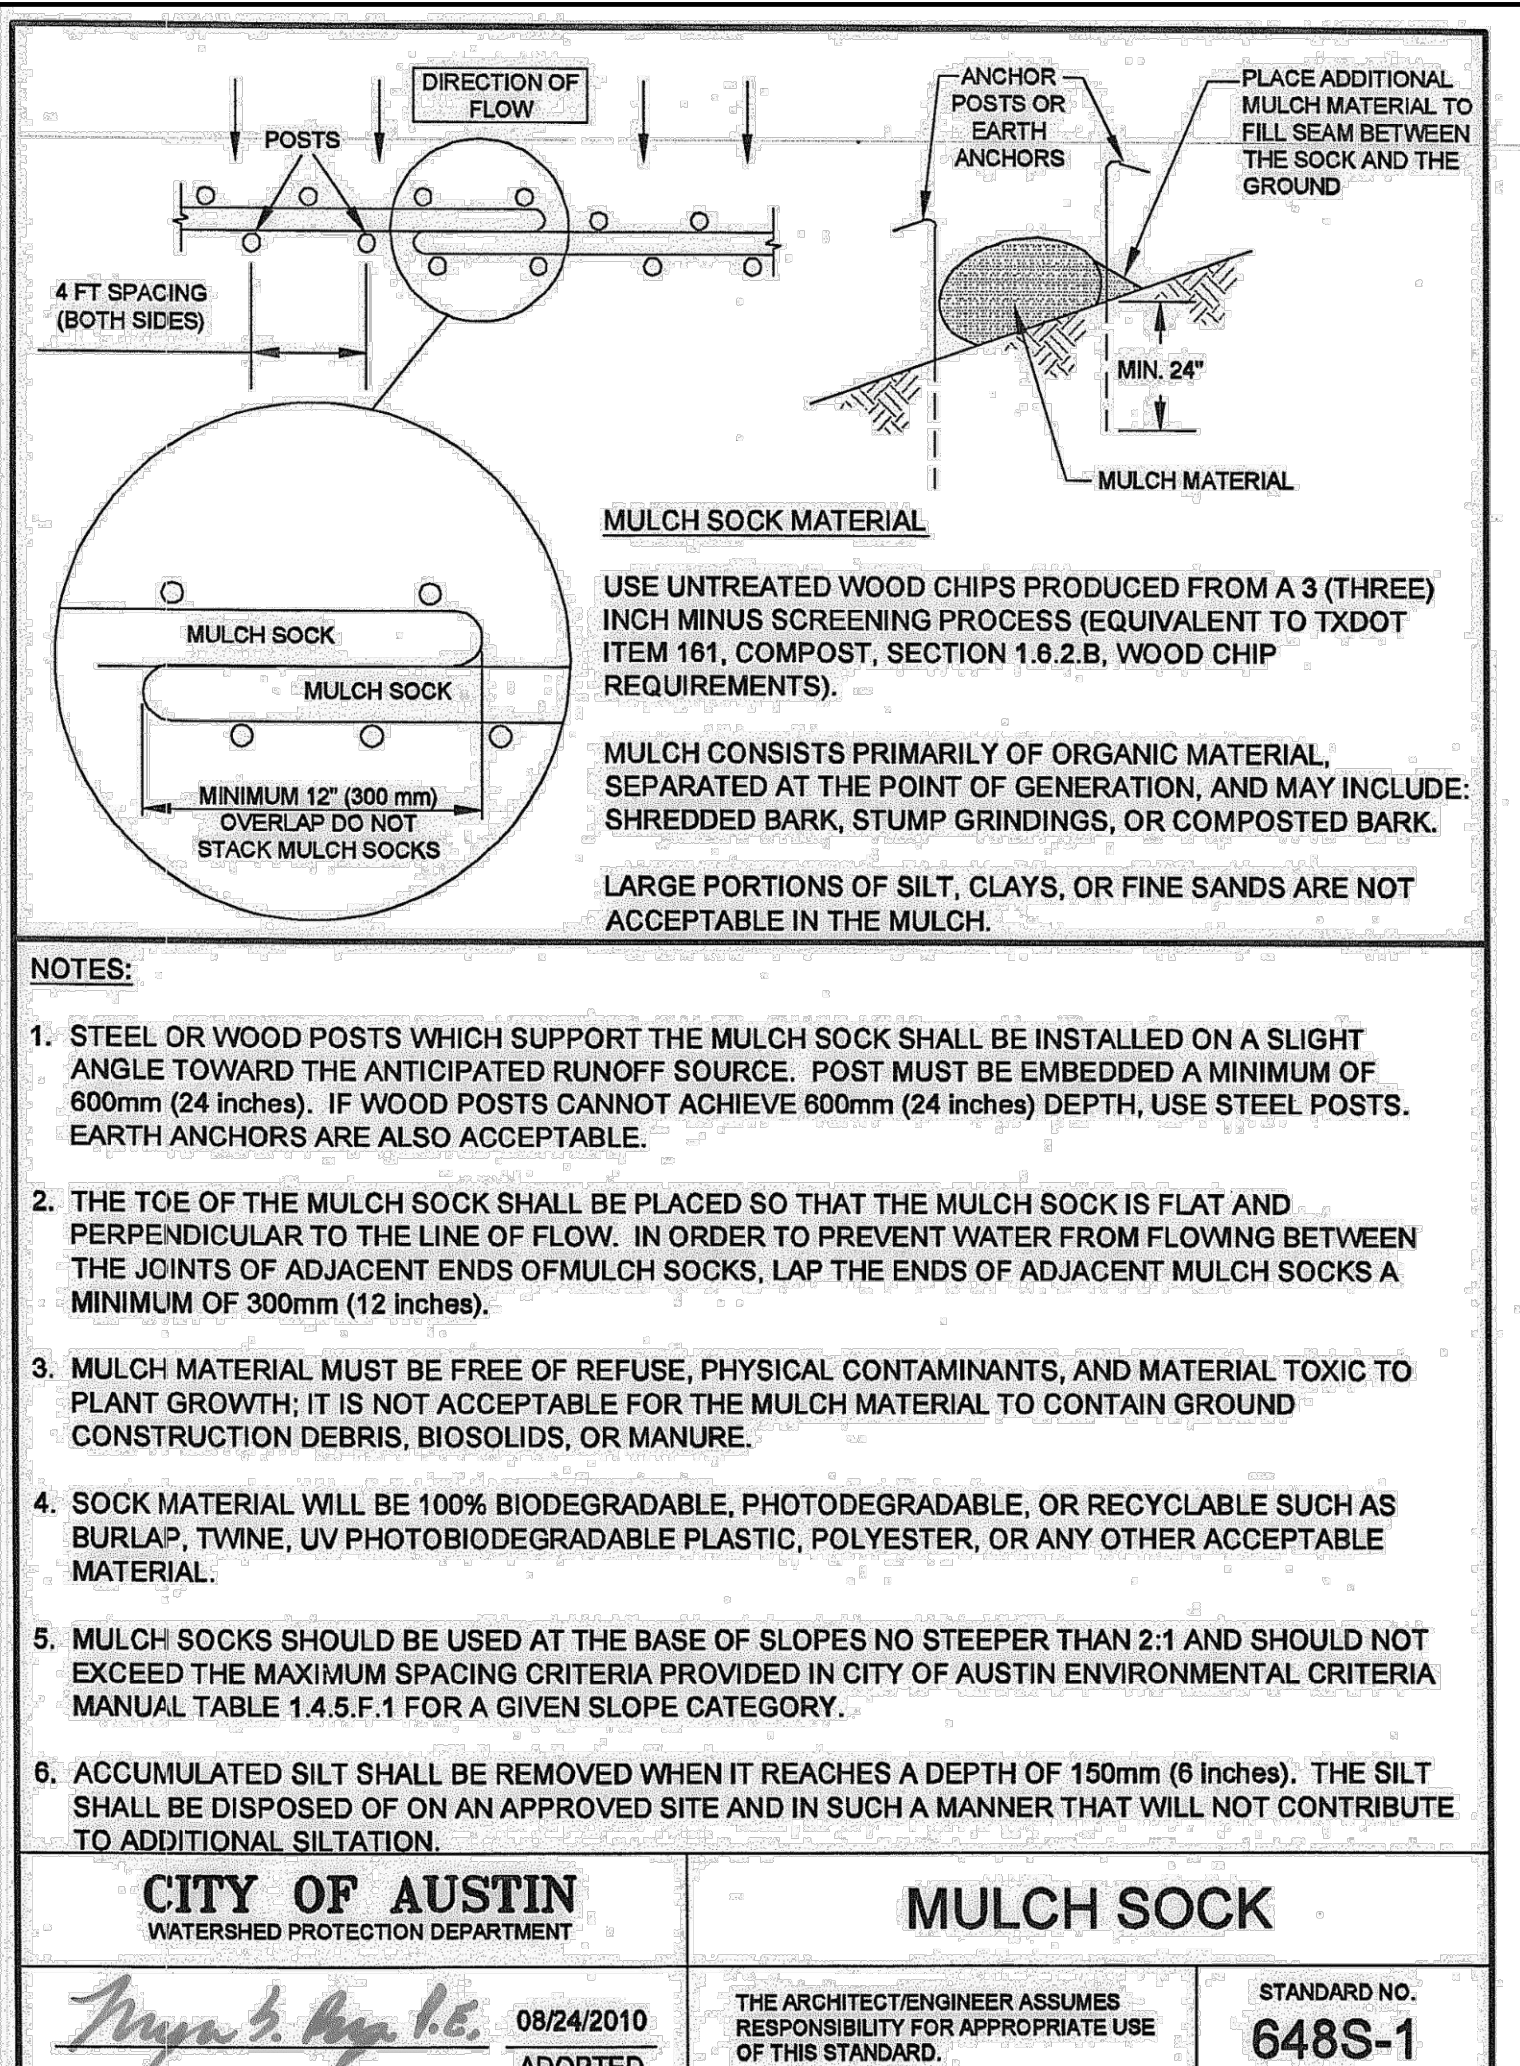 DIRECTION OF
FLOW
POSTS
4 FT SPACING
(BOTH SIDES)
ANCHOR
POSTS OR
EARTH
ANCHORS
PLACE ADDITIONAL
MULCH MATERIAL TO
FILL SEAM BETWEEN
THE SOCK AND THE
GROUND
MIN. 24"
MULCH MATERIAL
MULCH SOCK
MULCH SOCK
MINIMUM 12" (300 mm)
OVERLAP DO NOT
STACK MULCH SOCKS
MULCH SOCK MATERIAL
USE UNTREATED WOOD CHIPS PRODUCED FROM A 3 (THREE)
INCH MINUS SCREENING PROCESS (EQUIVALENT TO TXDOT
ITEM 161, COMPOST, SECTION 1.6.2.B, WOOD CHIP
REQUIREMENTS).
MULCH CONSISTS PRIMARILY OF ORGANIC MATERIAL,
SEPARATED AT THE POINT OF GENERATION, AND MAY INCLUDE:
SHREDDED BARK, STUMP GRINDINGS, OR COMPOSTED BARK.
LARGE PORTIONS OF SILT, CLAYS, OR FINE SANDS ARE NOT
ACCEPTABLE IN THE MULCH.
NOTES:
1. STEEL OR WOOD POSTS WHICH SUPPORT THE MULCH SOCK SHALL BE INSTALLED ON A SLIGHT
ANGLE TOWARD THE ANTICIPATED RUNOFF SOURCE. POST MUST BE EMBEDDED A MINIMUM OF
600mm (24 inches). IF WOOD POSTS CANNOT ACHIEVE 600mm (24 inches) DEPTH, USE STEEL POSTS.
EARTH ANCHORS ARE ALSO ACCEPTABLE.
2. THE TOE OF THE MULCH SOCK SHALL BE PLACED SO THAT THE MULCH SOCK IS FLAT AND
PERPENDICULAR TO THE LINE OF FLOW. IN ORDER TO PREVENT WATER FROM FLOWING BETWEEN
THE JOINTS OF ADJACENT ENDS OFMULCH SOCKS, LAP THE ENDS OF ADJACENT MULCH SOCKS A
MINIMUM OF 300mm (12 inches).
3. MULCH MATERIAL MUST BE FREE OF REFUSE, PHYSICAL CONTAMINANTS, AND MATERIAL TOXIC TO
PLANT GROWTH; IT IS NOT ACCEPTABLE FOR THE MULCH MATERIAL TO CONTAIN GROUND
CONSTRUCTION DEBRIS, BIOSOLIDS, OR MANURE.
4. SOCK MATERIAL WILL BE 100% BIODEGRADABLE, PHOTODEGRADABLE, OR RECYCLABLE SUCH AS
BURLAP, TWINE, UV PHOTOBIODEGRADABLE PLASTIC, POLYESTER, OR ANY OTHER ACCEPTABLE
MATERIAL.
5. MULCH SOCKS SHOULD BE USED AT THE BASE OF SLOPES NO STEEPER THAN 2:1 AND SHOULD NOT
EXCEED THE MAXIMUM SPACING CRITERIA PROVIDED IN CITY OF AUSTIN ENVIRONMENTAL CRITERIA
MANUAL TABLE 1.4.5.F.1 FOR A GIVEN SLOPE CATEGORY.
6. ACCUMULATED SILT SHALL BE REMOVED WHEN IT REACHES A DEPTH OF 150mm (6 inches). THE SILT
SHALL BE DISPOSED OF ON AN APPROVED SITE AND IN SUCH A MANNER THAT WILL NOT CONTRIBUTE
TO ADDITIONAL SILTATION.
CITY OF AUSTIN
WATERSHED PROTECTION DEPARTMENT
MULCH SOCK
P.E.
08/24/2010
ADOPTED
THE ARCHITECT/ENGINEER ASSUMES
RESPONSIBILITY FOR APPROPRIATE USE
OF THIS STANDARD.
STANDARD NO.
648S-1